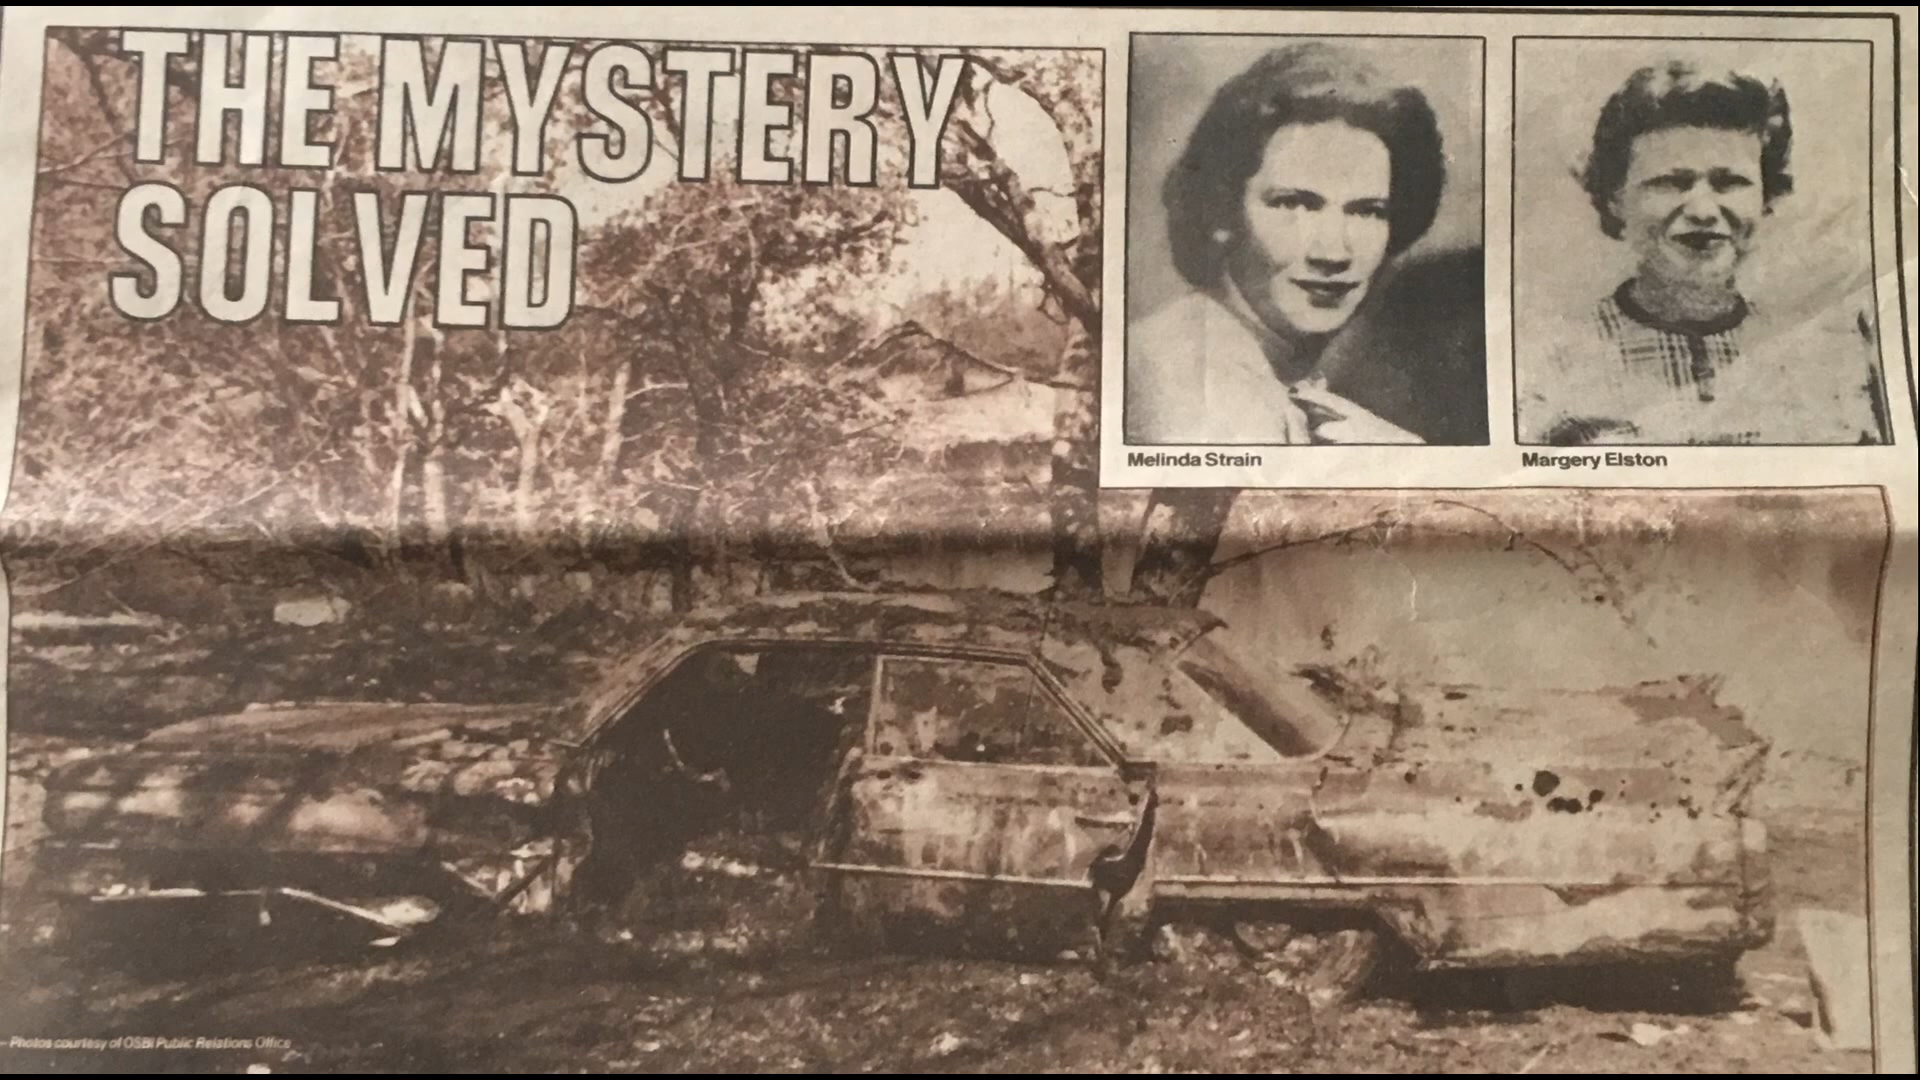 THE MYSTERY
SOLVED
Melinda Strain
Margery Elston
- Photos courtesy of OSBI Public Relations Office